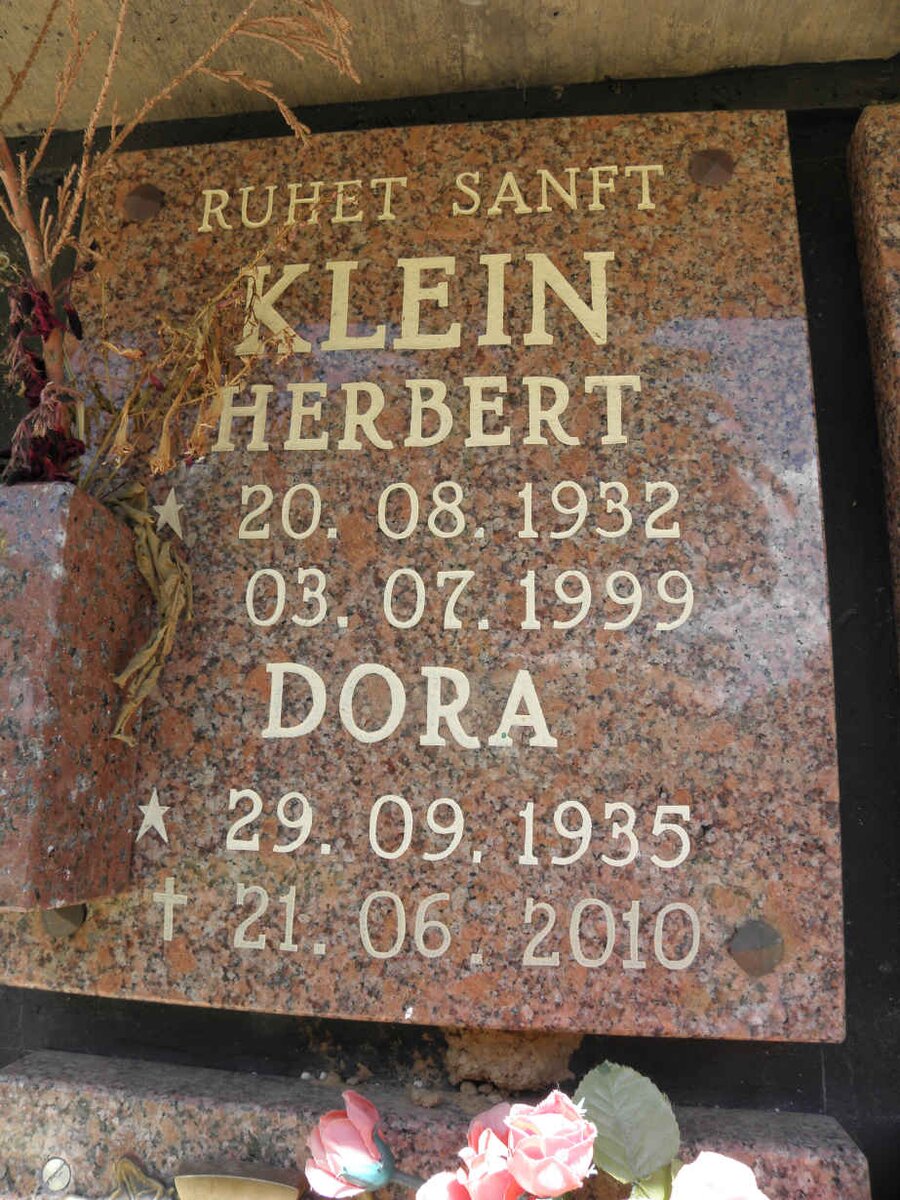 RUHET SANFT
KLEIN
HERBERT
20. 08. 1932
03. 07. 1999
DORA
29. 09. 1935
21. 06. 2010